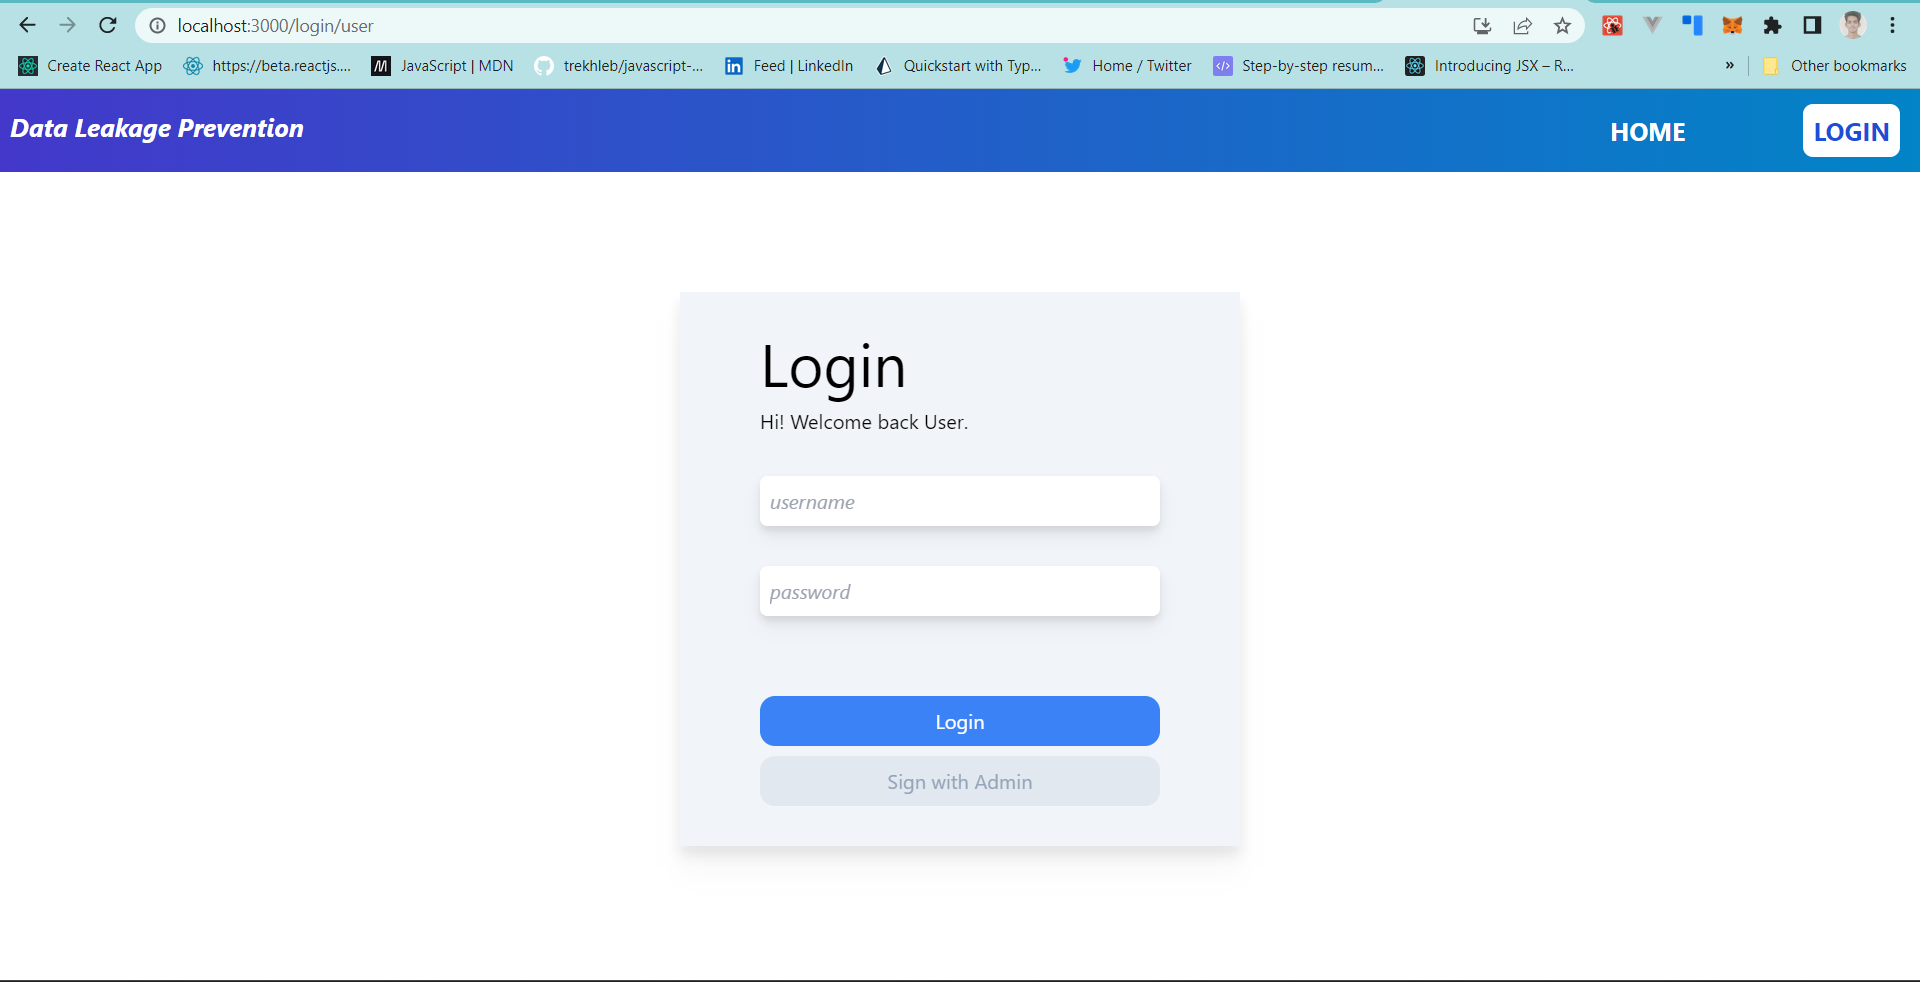 localhost:3000/login/user
Create React App https://beta.reactjs.... JavaScript | MDN trekhleb/javascript-... Feed | LinkedIn Quickstart with Typ... Home / Twitter Step-by-step resum... Introducing JSX – R... » Other bookmarks
Data Leakage Prevention HOME LOGIN
Login
Hi! Welcome back User.
username
password
Login
Sign with Admin